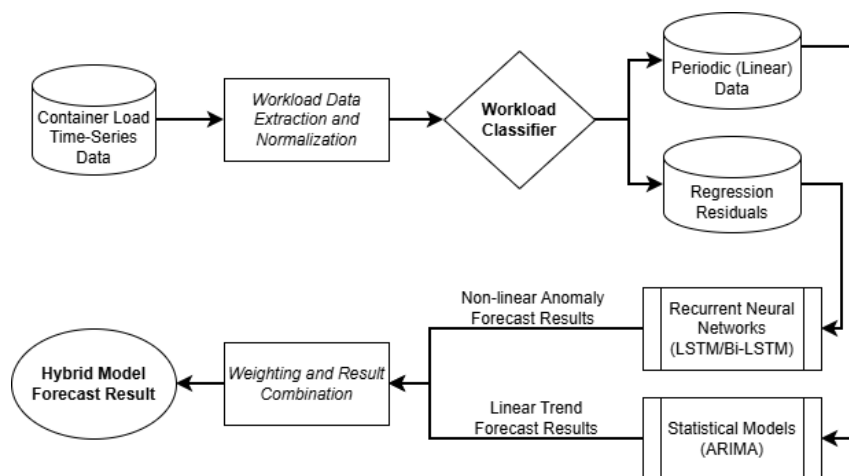 Container Load
Time-Series
Data
Workload Data
Extraction and
Normalization
Workload
Classifier
Periodic (Linear)
Data
Regression
Residuals
Non-linear Anomaly
Forecast Results
Recurrent Neural
Networks
(LSTM/Bi-LSTM)
Hybrid Model
Forecast Result
Weighting and Result
Combination
Linear Trend
Forecast Results
Statistical Models
(ARIMA)